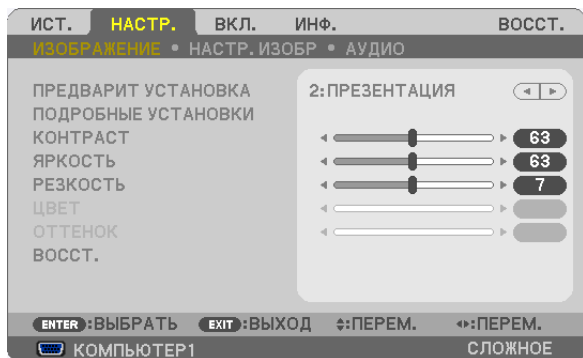 ИСТ. НАСТР. ВКЛ. ИНФ. ВОССТ.
ИЗОБРАЖЕНИЕ • НАСТР. ИЗОБР • АУДИО
ПРЕДВАРИТ УСТАНОВКА 2:ПРЕЗЕНТАЦИЯ
ПОДРОБНЫЕ УСТАНОВКИ
КОНТРАСТ 63
ЯРКОСТЬ 63
РЕЗКОСТЬ 7
ЦВЕТ
ОТТЕНОК
ВОССТ.
ENTER:ВЫБРАТЬ EXIT:ВЫХОД :ПЕРЕМ. :ПЕРЕМ.
КОМПЬЮТЕР1 СЛОЖНОЕ